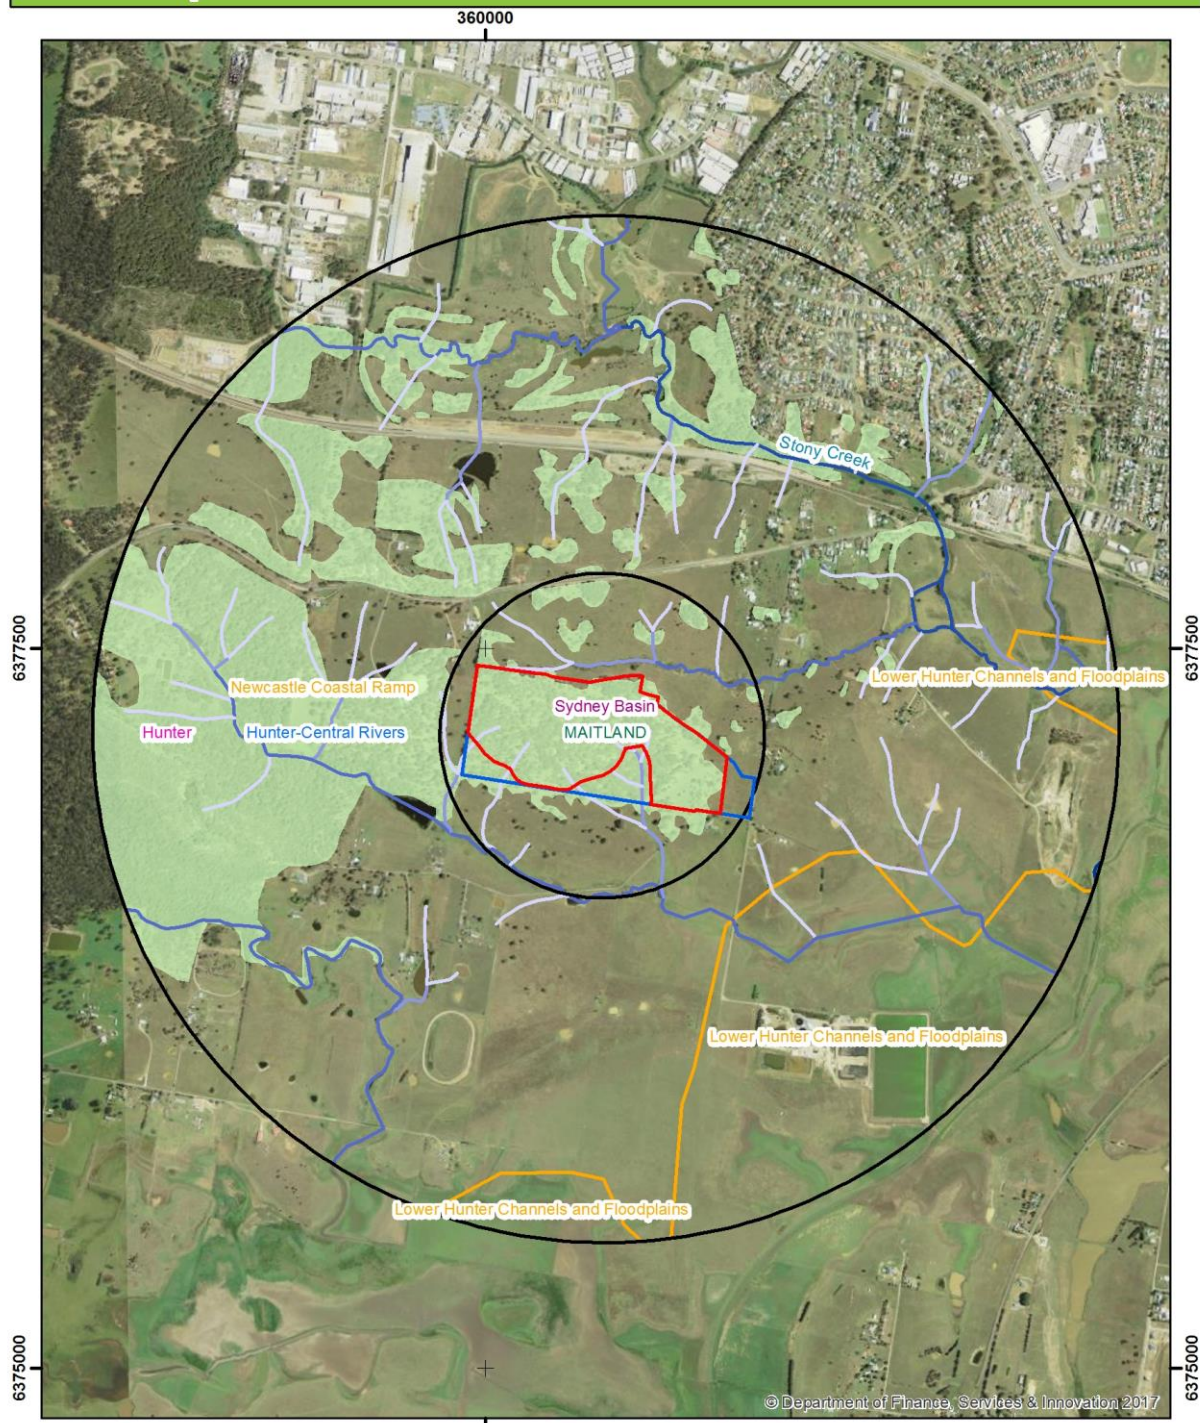 360000
Stony Creek
6377500
6377500
Lower Hunter Channels and Floodplains
Newcastle Coastal Ramp
Sydney Basin
Hunter
Hunter-Central Rivers
MAITLAND
Lower Hunter Channels and Floodplains
Lower Hunter Channels and Floodplains
6375000
6375000
© Department of Finance, Services & Innovation 2017